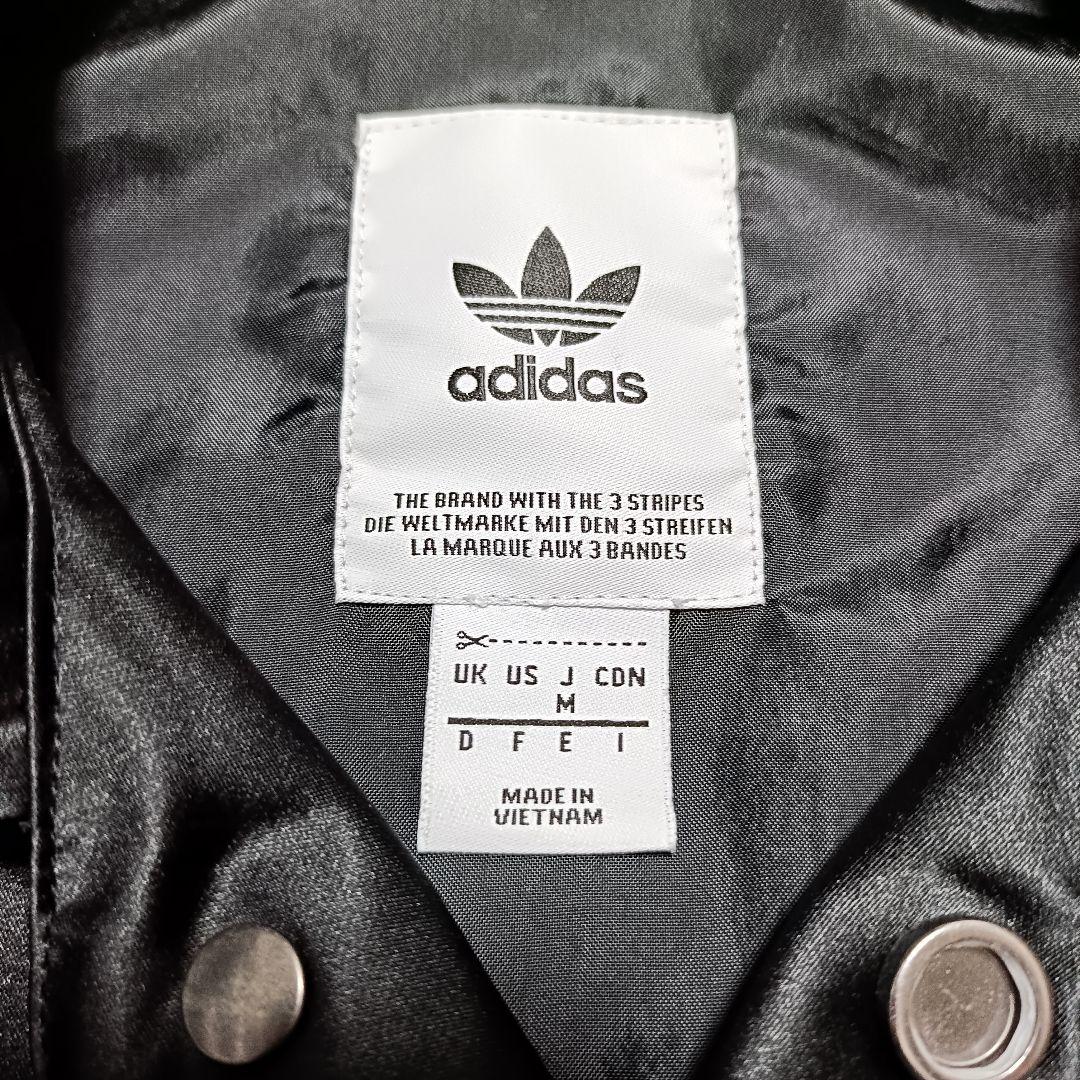 adidas
THE BRAND WITH THE 3 STRIPES
DIE WELTMARKE MIT DEN 3 STREIFEN
LA MARQUE AUX 3 BANDES
UK US J CDN
M
D F E I
MADE IN
VIETNAM